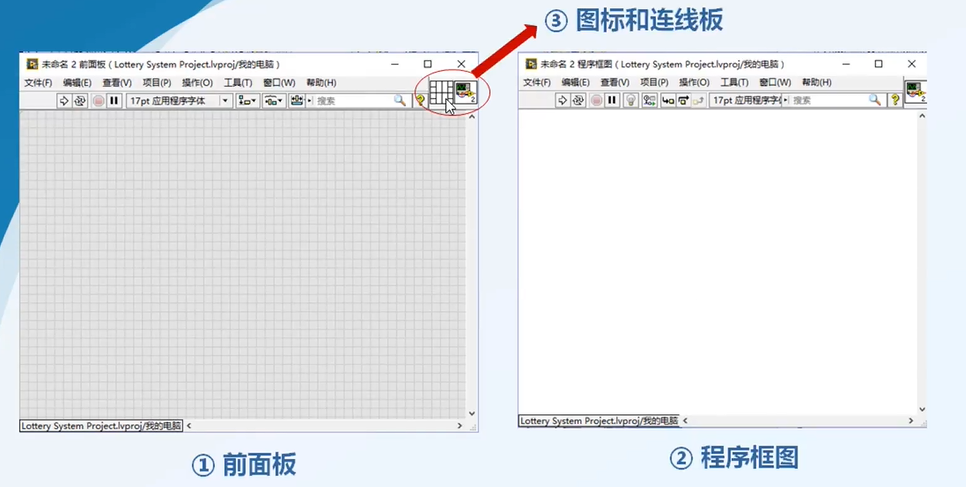 ③ 图标和连线板
未命名 2 前面板 ( Lottery System Project.lvproj/我的电脑 )
文件(F) 编辑(E) 查看(V) 项目(P) 操作(O) 工具(T) 窗口(W) 帮助(H)
17pt 应用程序字体 搜索 ?
2
Lottery System Project.lvproj/我的电脑
① 前面板
未命名 2 程序框图 ( Lottery System Project.lvproj/我的电脑 )
文件(F) 编辑(E) 查看(V) 项目(P) 操作(O) 工具(T) 窗口(W) 帮助(H)
17pt 应用程序字 搜索 ?
2
Lottery System Project.lvproj/我的电脑
② 程序框图